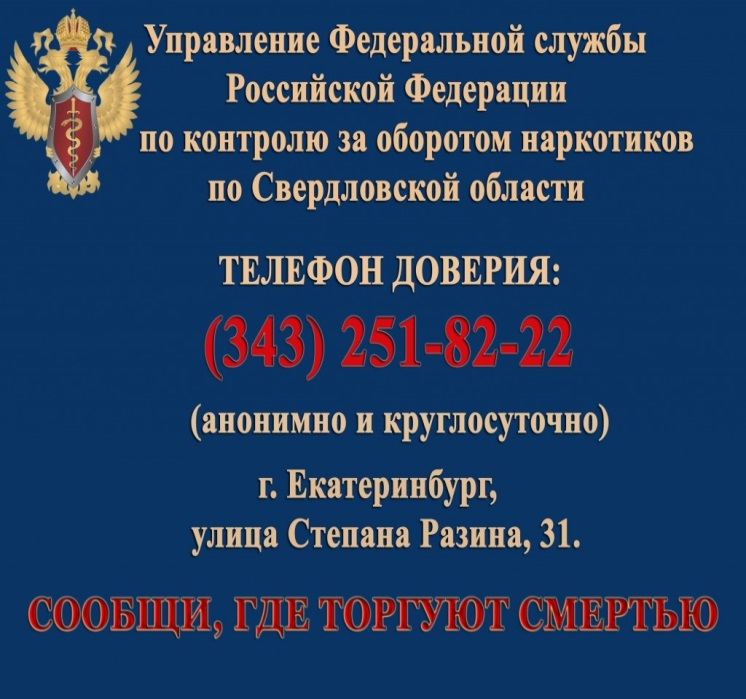 Управление Федеральной службы
Российской Федерации
по контролю за оборотом наркотиков
по Свердловской области
ТЕЛЕФОН ДОВЕРИЯ:
(343) 251-82-22
(анонимно и круглосуточно)
г. Екатеринбург,
улица Степана Разина, 31.
СООБЩИ, ГДЕ ТОРГУЮТ СМЕРТЬЮ